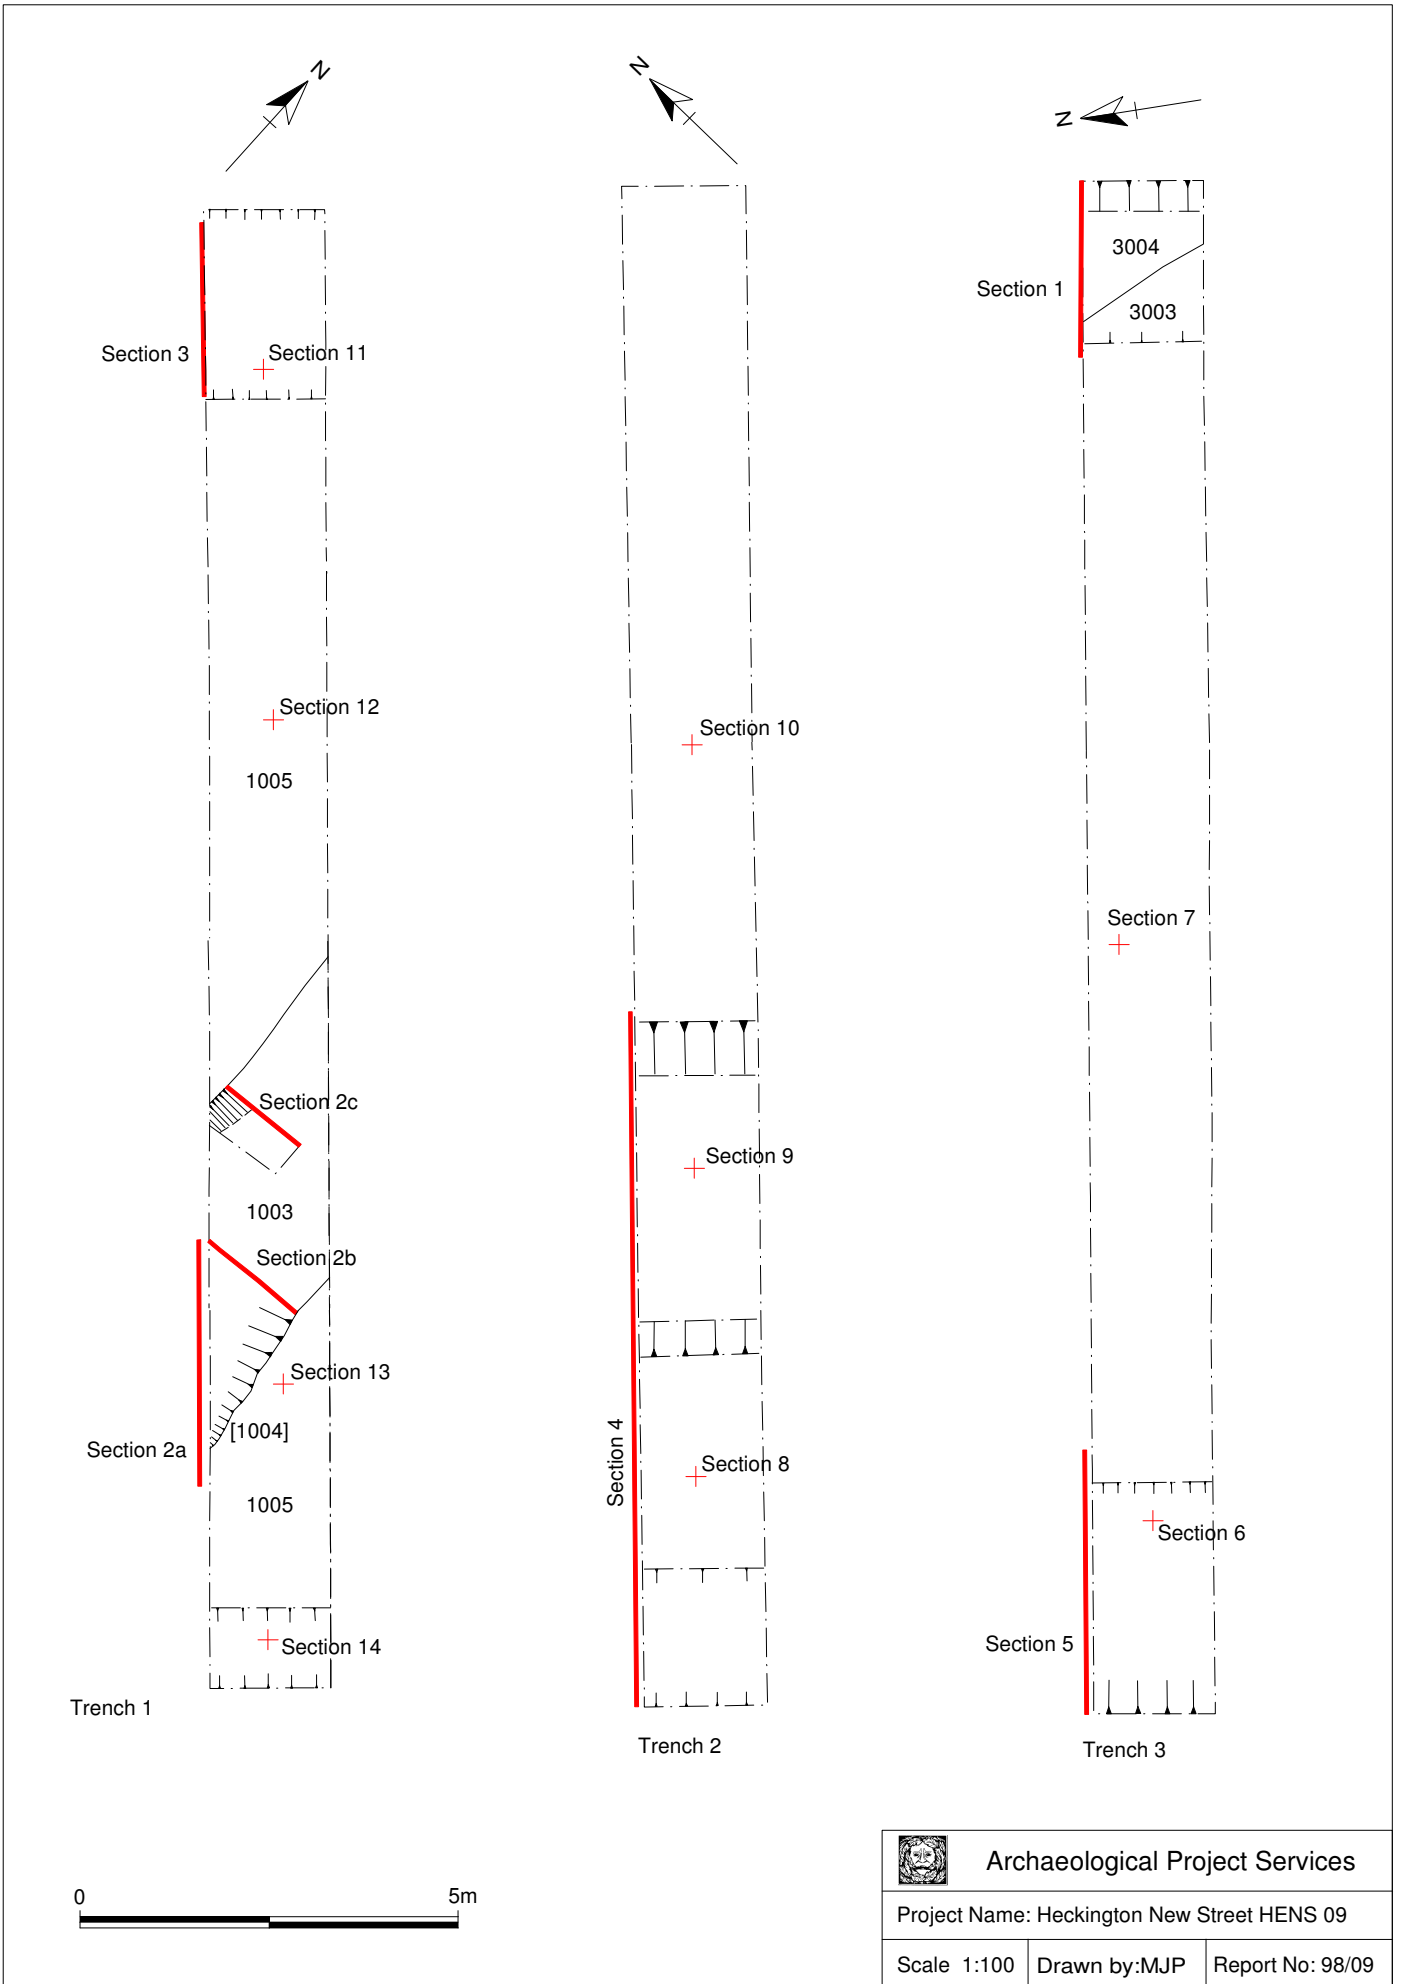 N
N
N
Section 3
Section 11
Section 12
1005
Section 2c
1003
Section 2b
Section 13
[1004]
Section 2a
1005
Section 14
Trench 1
Section 10
Section 9
Section 4
Section 8
Trench 2
3004
Section 1
3003
Section 7
Section 6
Section 5
Trench 3
0 5m
Archaeological Project Services
Project Name: Heckington New Street HENS 09
Scale 1:100 Drawn by:MJP Report No: 98/09